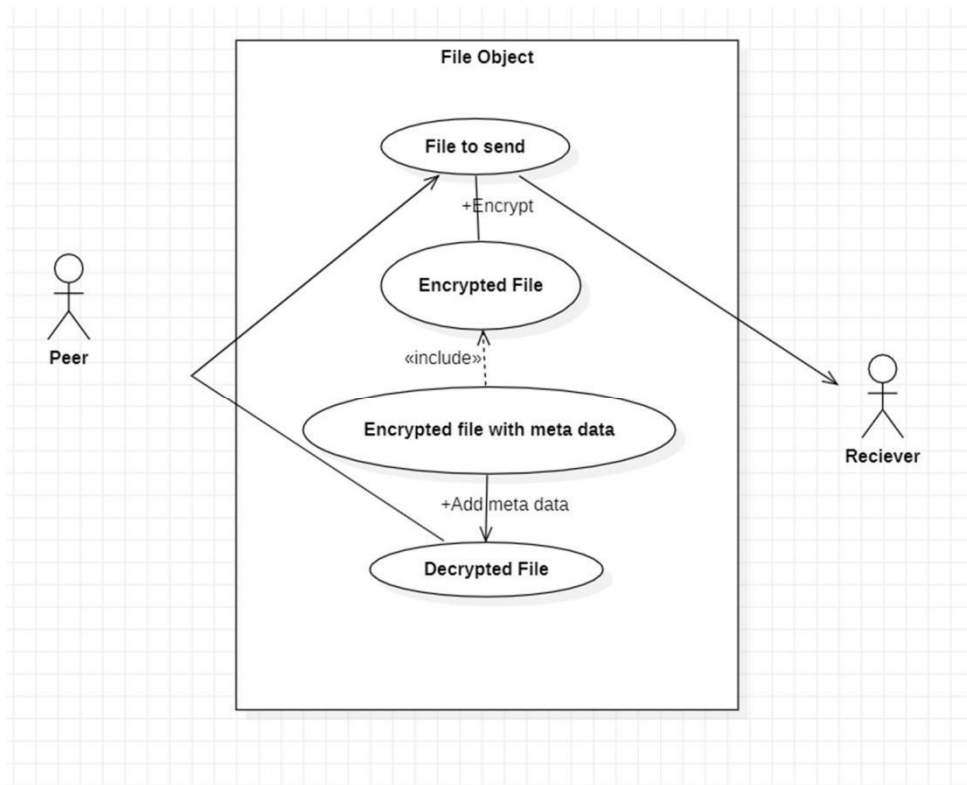 File Object
File to send
+Encrypt
Peer
Encrypted File
«include»
Encrypted file with meta data
Reciever
+Add meta data
Decrypted File